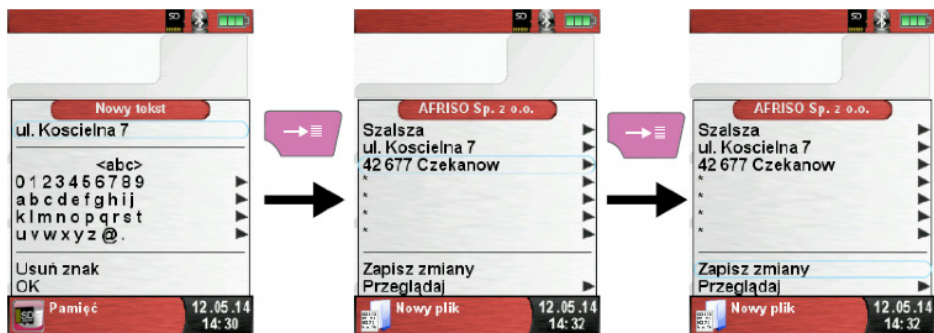 SD
Nowy tekst
ul. Koscielna 7
<abc>
0 1 2 3 4 5 6 7 8 9
a b c d e f g h i j
k l m n o p q r s t
u v w x y z @ .
Usuń znak
OK
SD
Pamięć
12.05.14
14:30
SD
AFRISO Sp. z o.o.
Szalsza
ul. Koscielna 7
42 677 Czekanow
*
*
*
*
Zapisz zmiany
Przeglądaj
Nowy plik
12.05.14
14:32
SD
AFRISO Sp. z o.o.
Szalsza
ul. Koscielna 7
42 677 Czekanow
*
*
*
*
Zapisz zmiany
Przeglądaj
Nowy plik
12.05.14
14:32